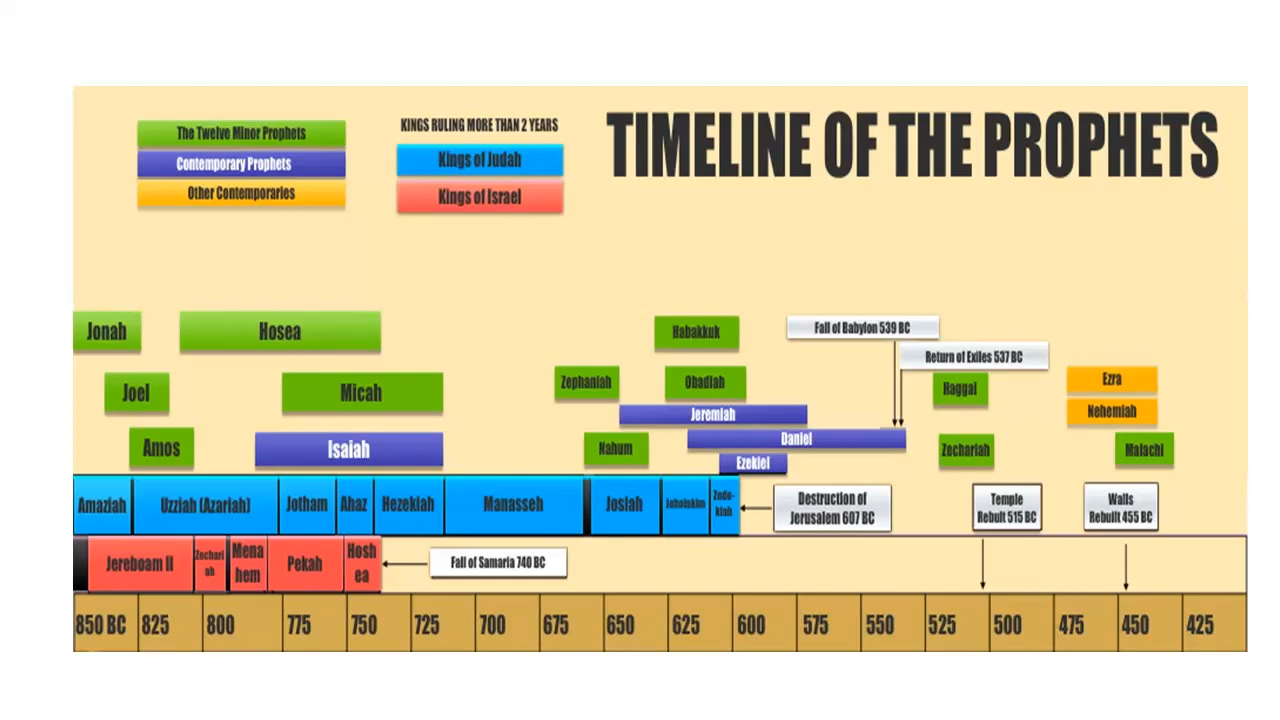 TIMELINE OF THE PROPHETS
The Twelve Minor Prophets
Contemporary Prophets
Other Contemporaries
KINGS RULING MORE THAN 2 YEARS
Kings of Judah
Kings of Israel
Jonah
Hosea
Habakkuk
Fall of Babylon 539 BC
Return of Exiles 537 BC
Joel
Micah
Zephaniah
Obadiah
Haggai
Ezra
Nehemiah
Jeremiah
Amos
Isaiah
Nahum
Daniel
Ezekiel
Zechariah
Malachi
Amaziah
Uzziah (Azariah)
Jotham
Ahaz
Hezekiah
Manasseh
Josiah
Jehoiakim
Zede-
kiah
Destruction of
Jerusalem 607 BC
Temple
Rebult 515 BC
Walls
Rebuilt 455 BC
Jereboam II
Zechari
ah
Mena
hem
Pekah
Hosh
ea
Fall of Samaria 740 BC
850 BC 825 800 775 750 725 700 675 650 625 600 575 550 525 500 475 450 425